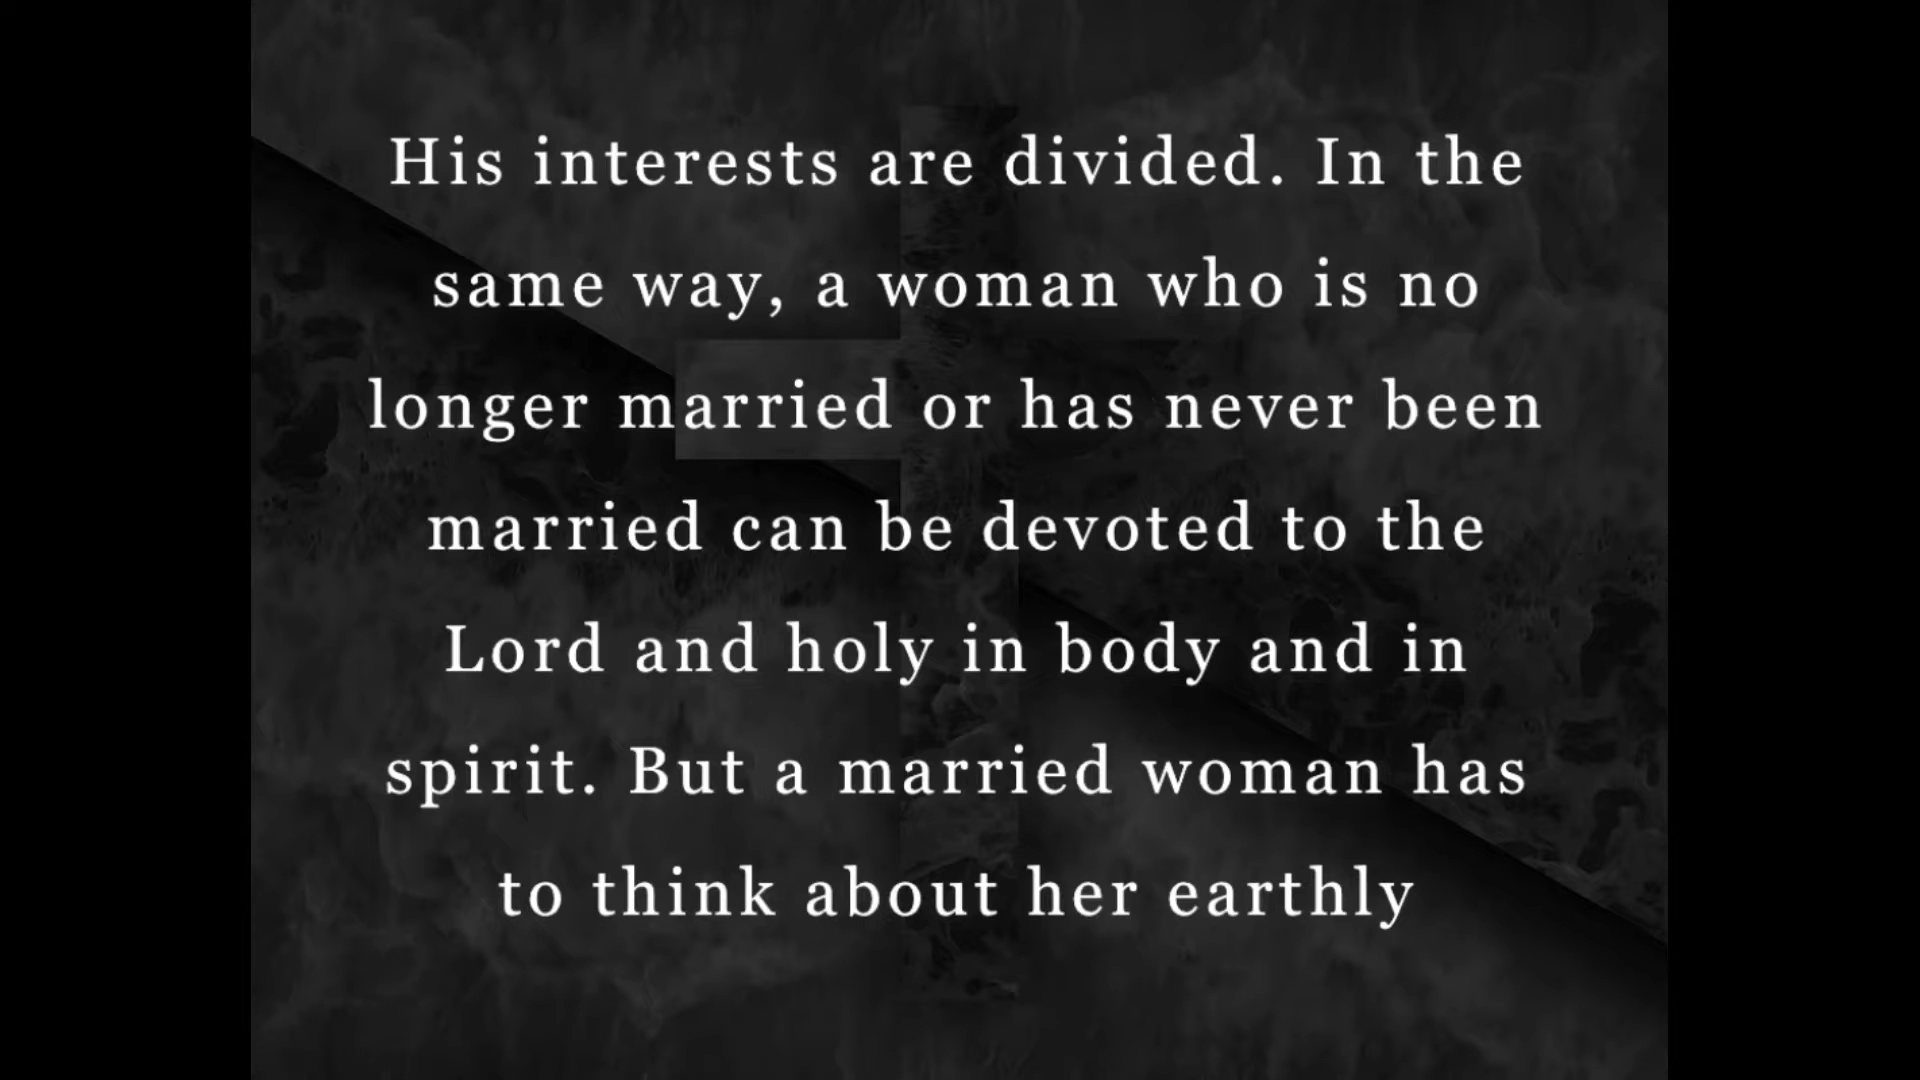 His interests are divided. In the
same way, a woman who is no
longer married or has never been
married can be devoted to the
Lord and holy in body and in
spirit. But a married woman has
to think about her earthly